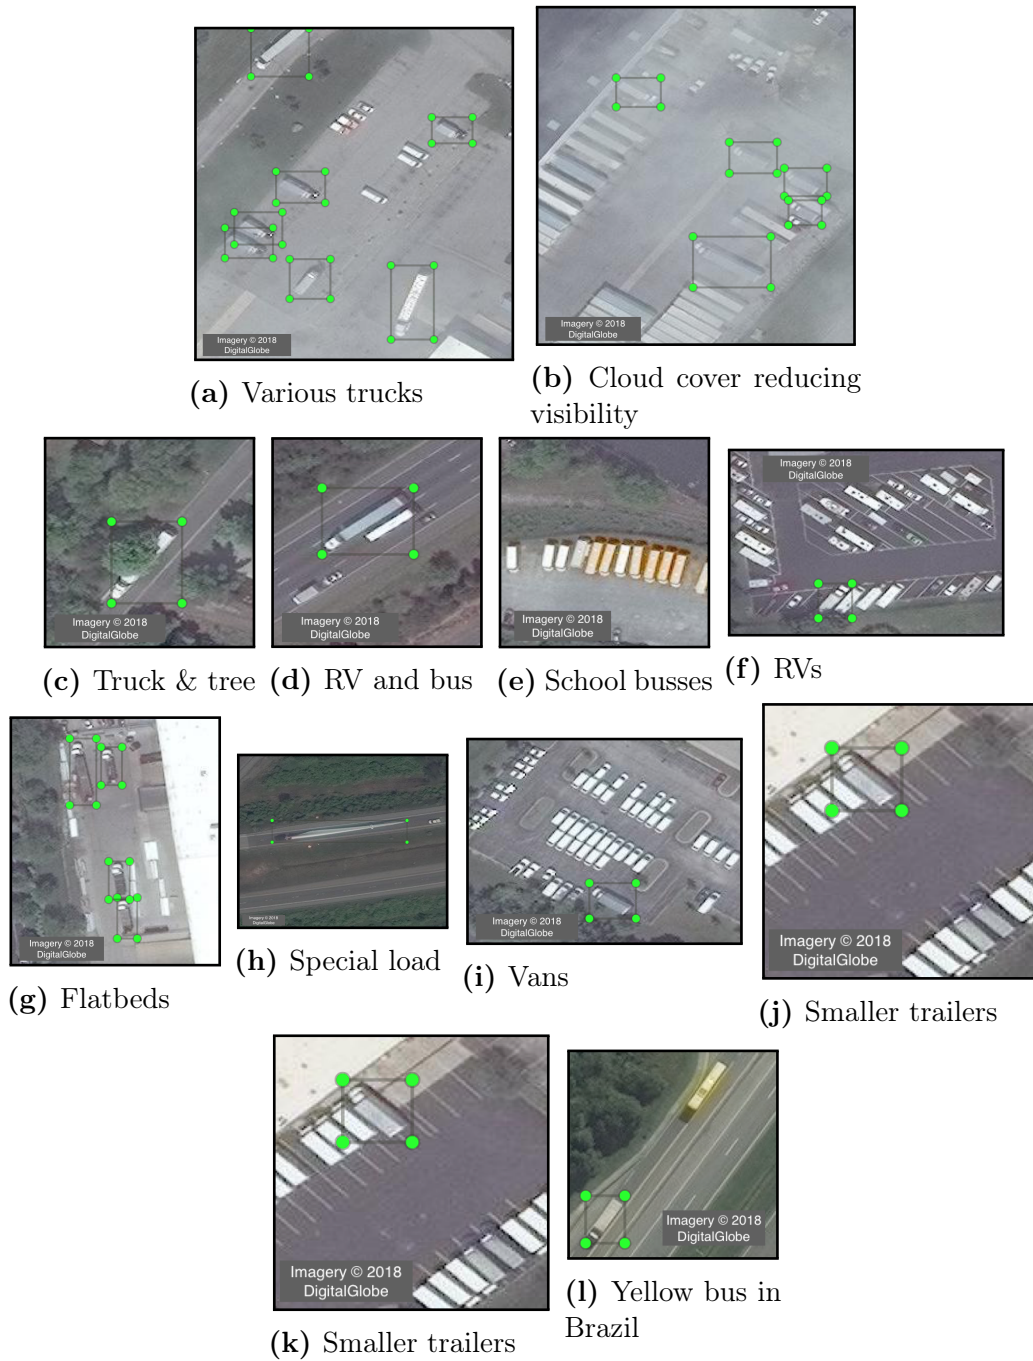 Imagery © 2018
DigitalGlobe
Imagery © 2018
DigitalGlobe
(a) Various trucks
(b) Cloud cover reducing
visibility
Imagery © 2018
DigitalGlobe
Imagery © 2018
DigitalGlobe
Imagery © 2018
DigitalGlobe
Imagery © 2018
DigitalGlobe
(c) Truck & tree
(d) RV and bus
(e) School busses
(f) RVs
Imagery © 2018
DigitalGlobe
Imagery © 2018
DigitalGlobe
Imagery © 2018
DigitalGlobe
Imagery © 2018
DigitalGlobe
(g) Flatbeds
(h) Special load
(i) Vans
(j) Smaller trailers
Imagery © 2018
DigitalGlobe
Imagery © 2018
DigitalGlobe
(k) Smaller trailers
(l) Yellow bus in
Brazil